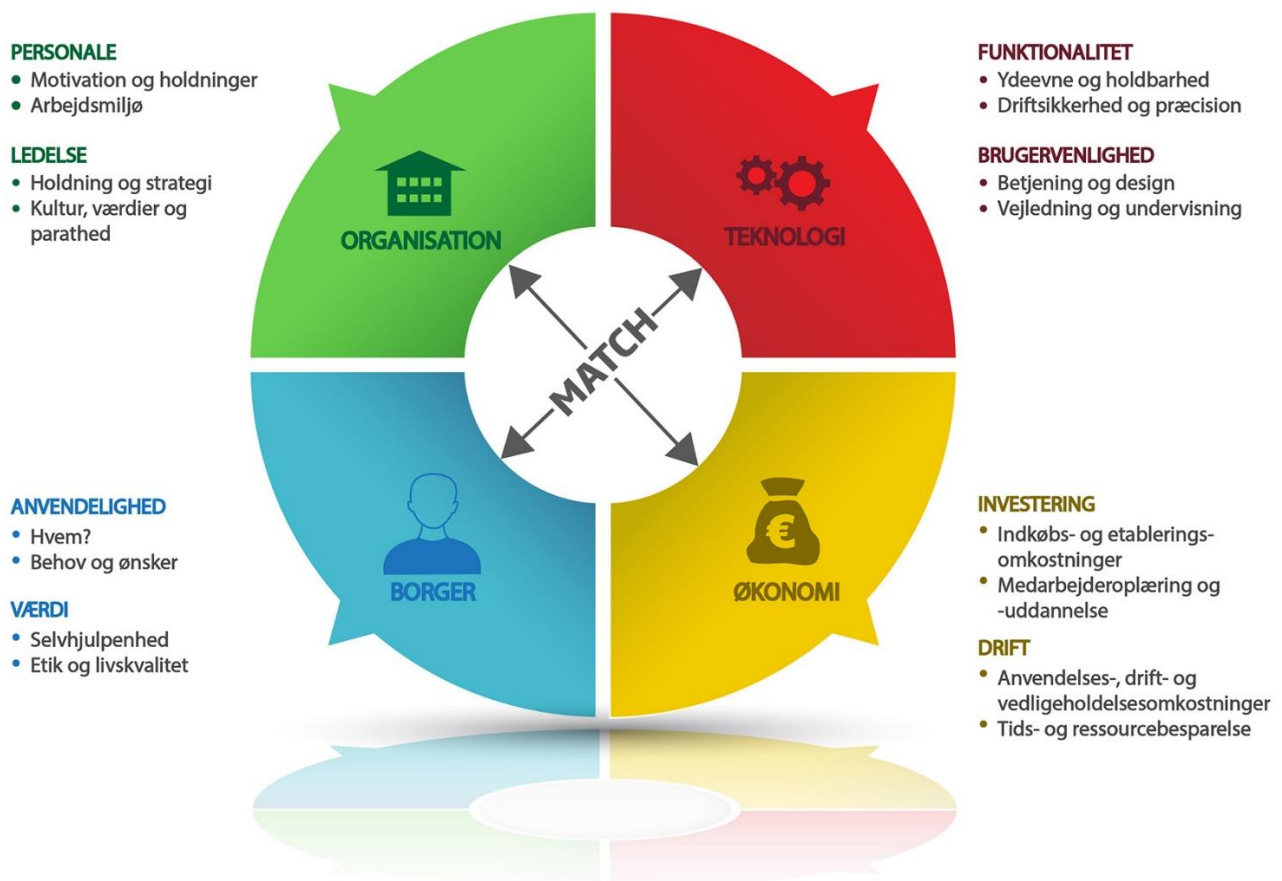 PERSONALE
• Motivation og holdninger
• Arbejdsmiljø
LEDELSE
• Holdning og strategi
• Kultur, værdier og
parathed
FUNKTIONALITET
• Ydeevne og holdbarhed
• Driftsikkerhed og præcision
BRUGERVENLIGHED
• Betjening og design
• Vejledning og undervisning
ORGANISATION
TEKNOLOGI
MATCH
BORGER
ØKONOMI
ANVENDELIGHED
• Hvem?
• Behov og ønsker
VÆRDI
• Selvhjulpenhed
• Etik og livskvalitet
INVESTERING
• Indkøbs- og etablerings-
omkostninger
• Medarbejderoplæring og
-uddannelse
DRIFT
• Anvendelses-, drift- og
vedligeholdelsesomkostninger
• Tids- og ressourcebesparelse